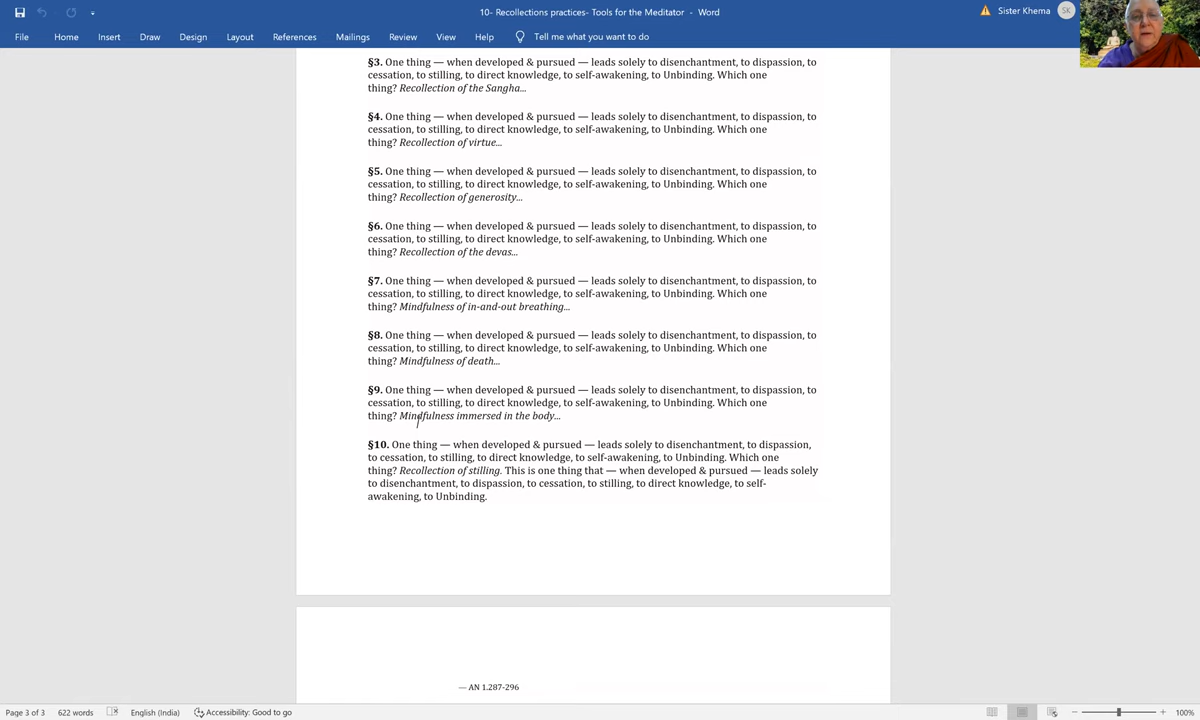 10- Recollections practices- Tools for the Meditator - Word
Sister Khema
SK
File Home Insert Draw Design Layout References Mailings Review View Help Tell me what you want to do
§3. One thing — when developed & pursued — leads solely to disenchantment, to dispassion, to
cessation, to stilling, to direct knowledge, to self-awakening, to Unbinding. Which one
thing? Recollection of the Sangha...
§4. One thing — when developed & pursued — leads solely to disenchantment, to dispassion, to
cessation, to stilling, to direct knowledge, to self-awakening, to Unbinding. Which one
thing? Recollection of virtue...
§5. One thing — when developed & pursued — leads solely to disenchantment, to dispassion, to
cessation, to stilling, to direct knowledge, to self-awakening, to Unbinding. Which one
thing? Recollection of generosity...
§6. One thing — when developed & pursued — leads solely to disenchantment, to dispassion, to
cessation, to stilling, to direct knowledge, to self-awakening, to Unbinding. Which one
thing? Recollection of the devas...
§7. One thing — when developed & pursued — leads solely to disenchantment, to dispassion, to
cessation, to stilling, to direct knowledge, to self-awakening, to Unbinding. Which one
thing? Mindfulness of in-and-out breathing...
§8. One thing — when developed & pursued — leads solely to disenchantment, to dispassion, to
cessation, to stilling, to direct knowledge, to self-awakening, to Unbinding. Which one
thing? Mindfulness of death...
§9. One thing — when developed & pursued — leads solely to disenchantment, to dispassion, to
cessation, to stilling, to direct knowledge, to self-awakening, to Unbinding. Which one
thing? Mindfulness immersed in the body...
§10. One thing — when developed & pursued — leads solely to disenchantment, to dispassion,
to cessation, to stilling, to direct knowledge, to self-awakening, to Unbinding. Which one
thing? Recollection of stilling. This is one thing that — when developed & pursued — leads solely
to disenchantment, to dispassion, to cessation, to stilling, to direct knowledge, to self-
awakening, to Unbinding.
— AN 1.287-296
Page 3 of 3 622 words English (India) Accessibility: Good to go 100%